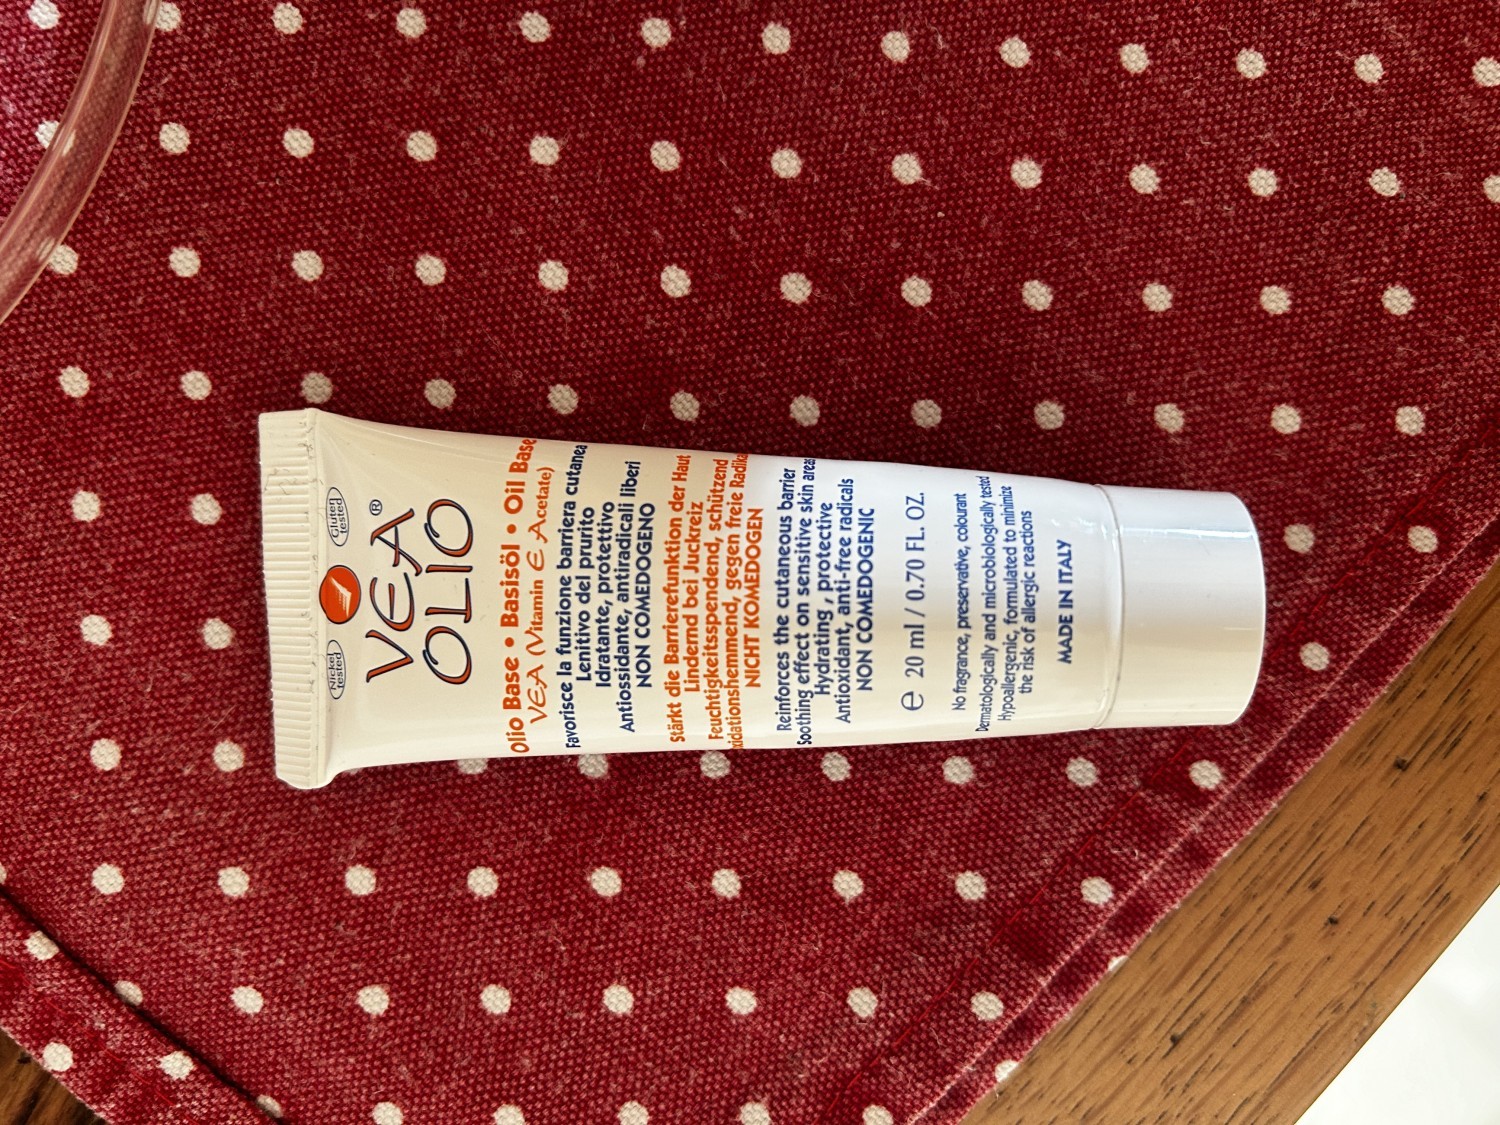 Nickel tested
Gluten tested
VEA®
OLIO
Olio Base • Basisöl • Oil Base
VEA (Vitamin E Acetate)
Favorisce la funzione barriera cutanea
Lenitivo del prurito
Idratante, protettivo
Antiossidante, antiradicali liberi
NON COMEDOGENO
Stärkt die Barrierefunktion der Haut
Lindernd bei Juckreiz
Feuchtigkeitsspendend, schützend
xidationshemmend, gegen freie Radika
NICHT KOMEDOGEN
Reinforces the cutaneous barrier
Soothing effect on sensitive skin areas
Hydrating, protective
Antioxidant, anti-free radicals
NON COMEDOGENIC
℮ 20 ml / 0.70 FL. OZ.
No fragrance, preservative, colourant
Dermatologically and microbiologically tested
Hypoallergenic, formulated to minimize
the risk of allergic reactions
MADE IN ITALY